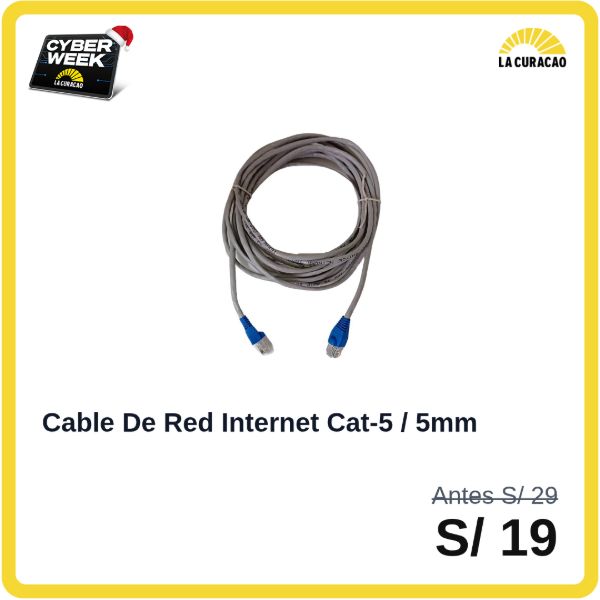 CYBER
WEEK
LA CURACAO
LA CURACAO
Cable De Red Internet Cat-5 / 5mm
Antes S/ 29
S/ 19